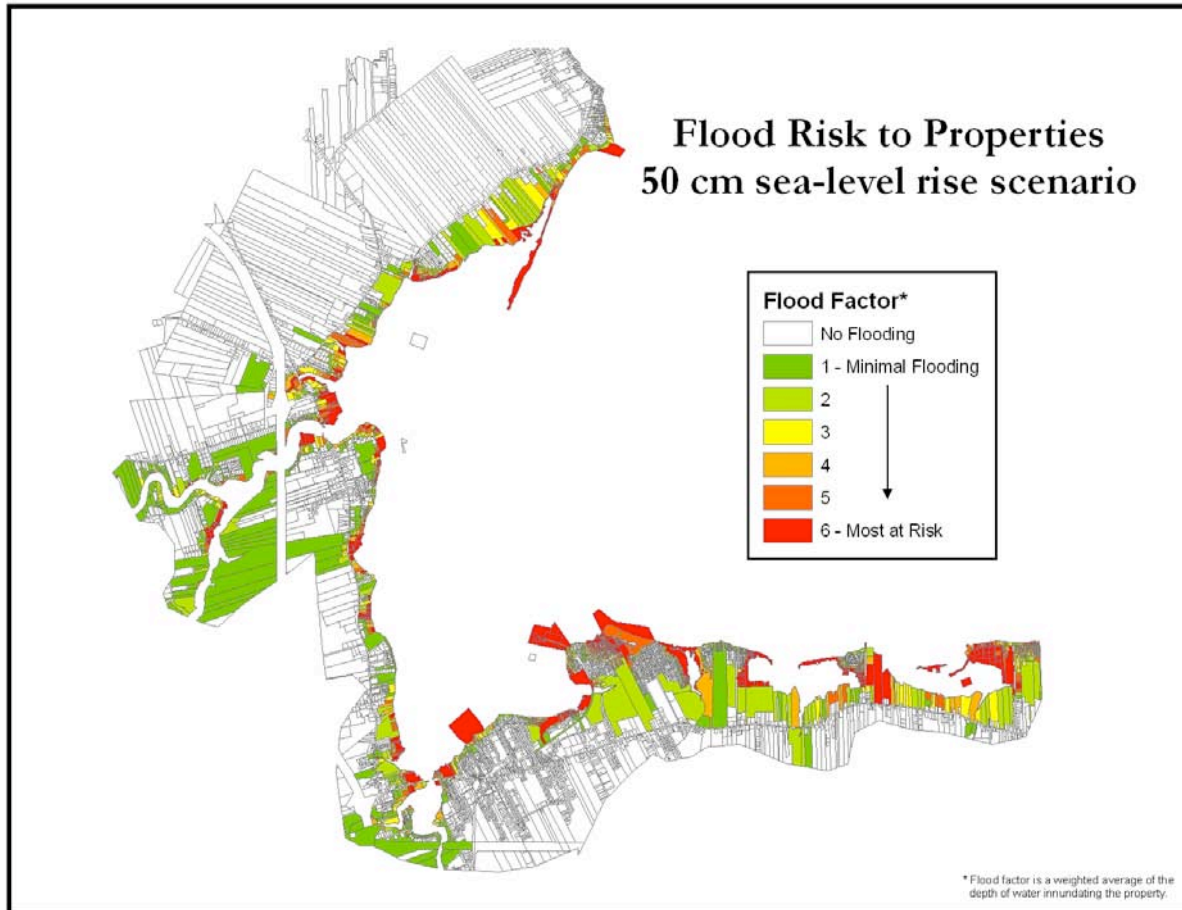 Flood Risk to Properties
50 cm sea-level rise scenario
Flood Factor*
No Flooding
1 - Minimal Flooding
2
3
4
5
6 - Most at Risk
* Flood factor is a weighted average of the
depth of water innundating the property.